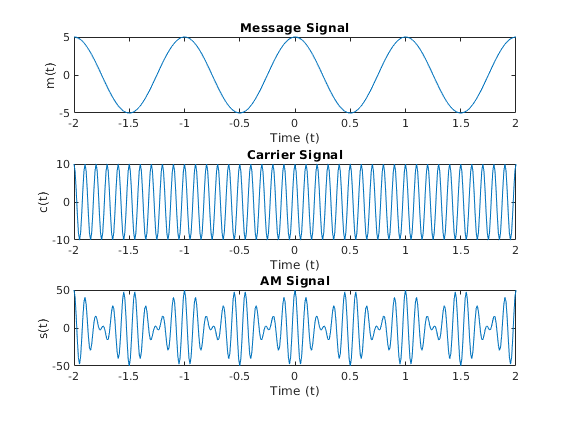 Message Signal
5
0
-5
m(t)
-2 -1.5 -1 -0.5 0 0.5 1 1.5 2
Time (t)
Carrier Signal
10
0
-10
c(t)
-2 -1.5 -1 -0.5 0 0.5 1 1.5 2
Time (t)
AM Signal
50
0
-50
s(t)
-2 -1.5 -1 -0.5 0 0.5 1 1.5 2
Time (t)